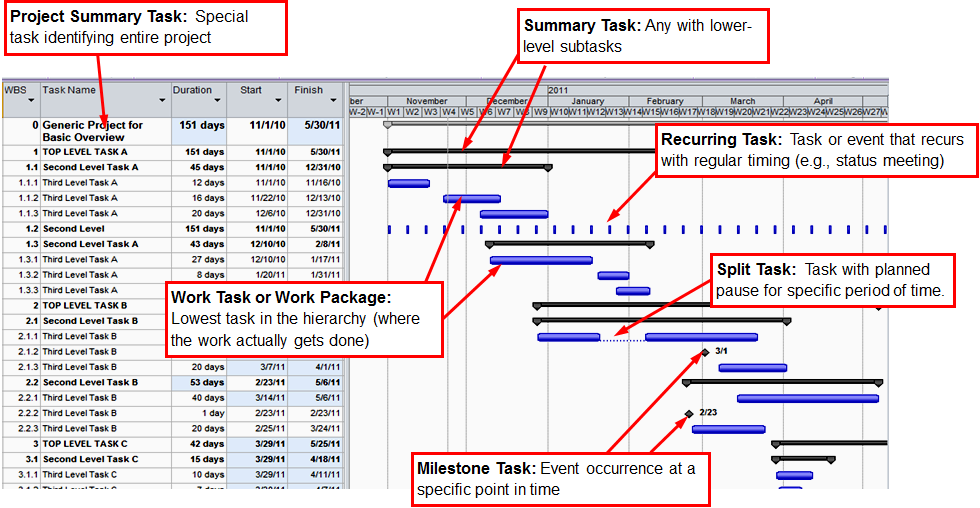 Project Summary Task: Special
task identifying entire project
Summary Task: Any with lower-
level subtasks
WBS Task Name Duration Start Finish
2011
ber November December January February March April
W-2 W-1 W1 W2 W3 W4 W5 W6 W7 W8 W9 W10 W11 W12 W13 W14 W15 W16 W17 W18 W19 W20 W21 W22 W23 W24 W25 W26 W27
0 Generic Project for Basic Overview 151 days 11/1/10 5/30/11
1 TOP LEVEL TASK A 151 days 11/1/10 5/30/11
1.1 Second Level Task A 45 days 11/1/10 12/31/10
1.1.1 Third Level Task A 12 days 11/1/10 11/16/10
1.1.2 Third Level Task A 16 days 11/22/10 12/13/10
1.1.3 Third Level Task A 20 days 12/6/10 12/31/10
1.2 Second Level 151 days 11/1/10 5/30/11
1.3 Second Level Task A 43 days 12/10/10 2/8/11
1.3.1 Third Level Task A 27 days 12/10/10 1/17/11
1.3.2 Third Level Task A 8 days 1/20/11 1/31/11
1.3.3 Third Level Task A
2 TOP LEVEL TASK B
2.1 Second Level Task B
2.1.1 Third Level Task B
2.1.2 Third Level Task B 3/1
2.1.3 Third Level Task B 20 days 3/7/11 4/1/11
2.2 Second Level Task B 53 days 2/23/11 5/6/11
2.2.1 Third Level Task B 40 days 3/14/11 5/6/11
2.2.2 Third Level Task B 1 day 2/23/11 2/23/11 2/23
2.2.3 Third Level Task B 20 days 2/25/11 3/24/11
3 TOP LEVEL TASK C 42 days 3/29/11 5/25/11
3.1 Second Level Task C 15 days 3/29/11 4/18/11
3.1.1 Third Level Task C 10 days 3/29/11 4/11/11
Recurring Task: Task or event that recurs
with regular timing (e.g., status meeting)
Split Task: Task with planned
pause for specific period of time.
Work Task or Work Package:
Lowest task in the hierarchy (where
the work actually gets done)
Milestone Task: Event occurrence at a
specific point in time